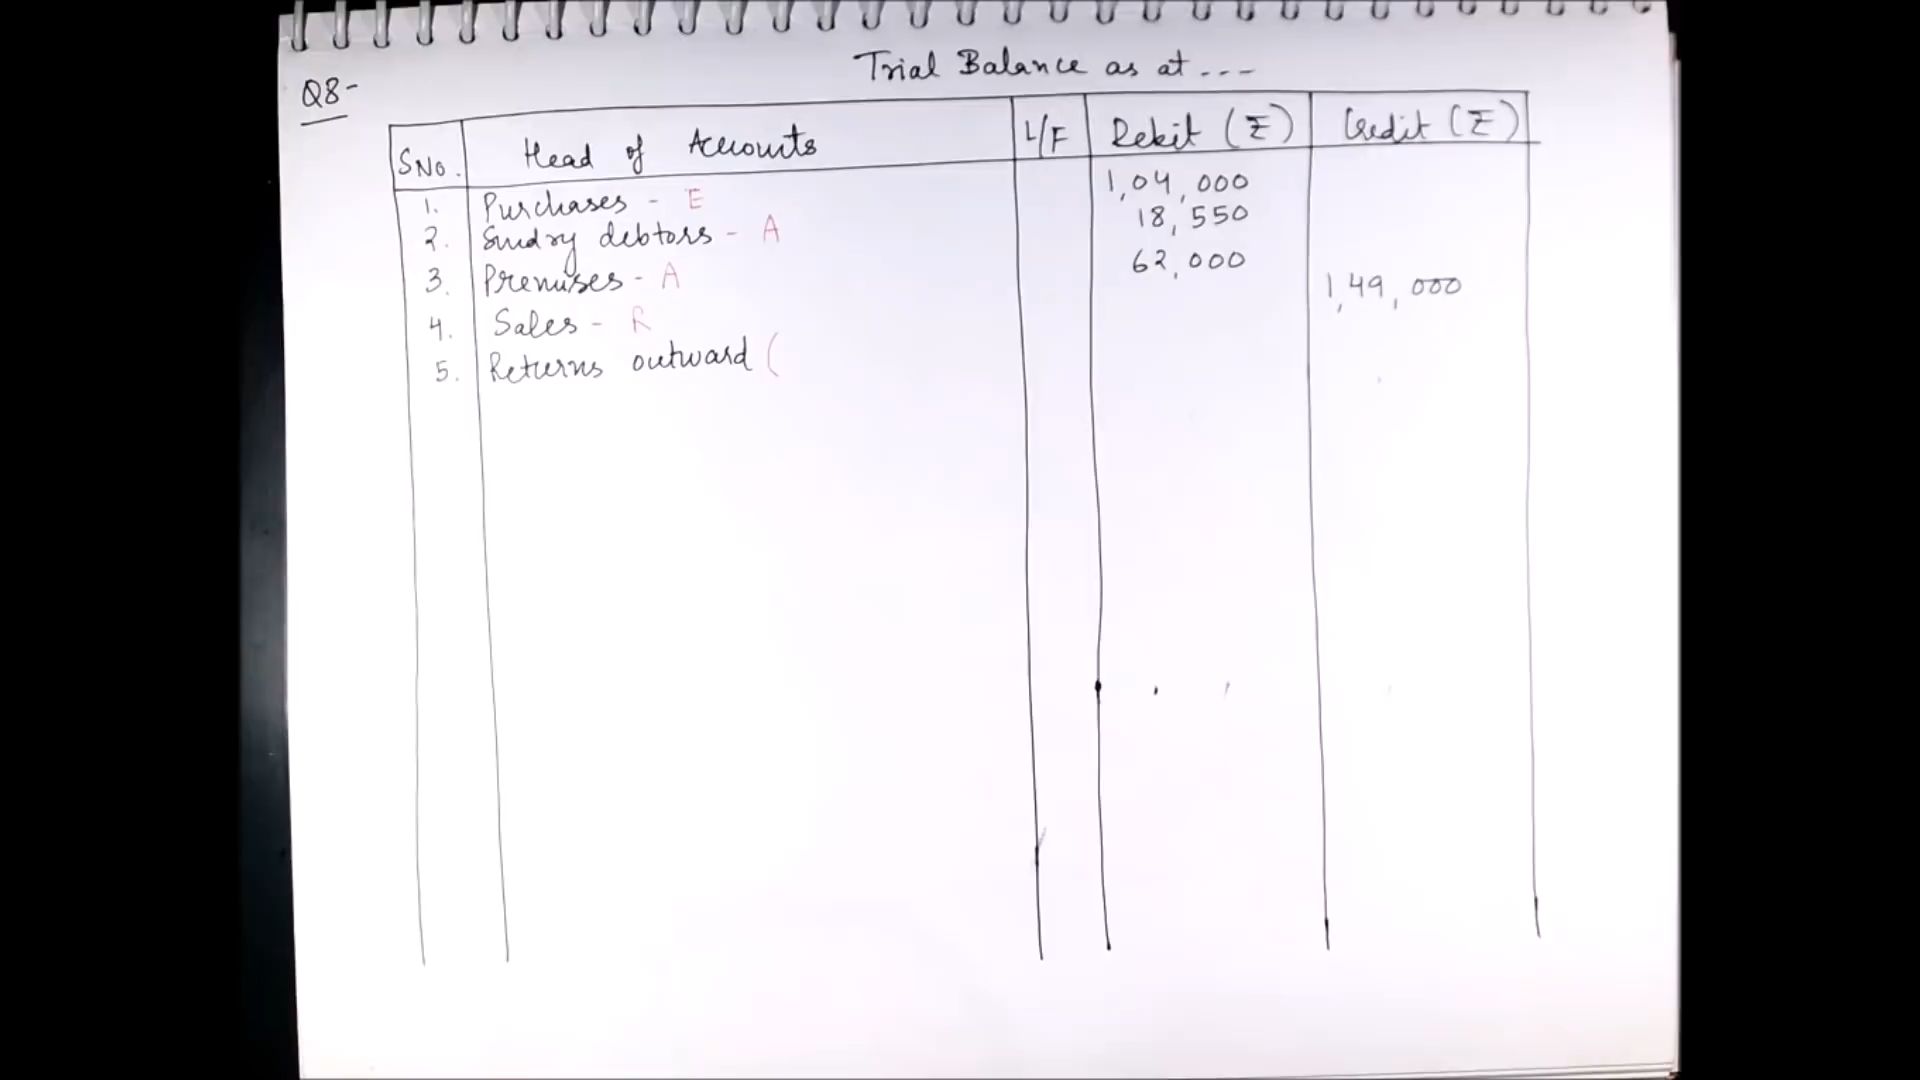 Trial Balance as at ---
Q8-
SNo. Head of Accounts L/F Debit (₹) Credit (₹)
1. Purchases - E 1,04,000
2. Sundry debtors - A 18,550
3. Premises - A 62,000
4. Sales - R 1,49,000
5. Returns outward (